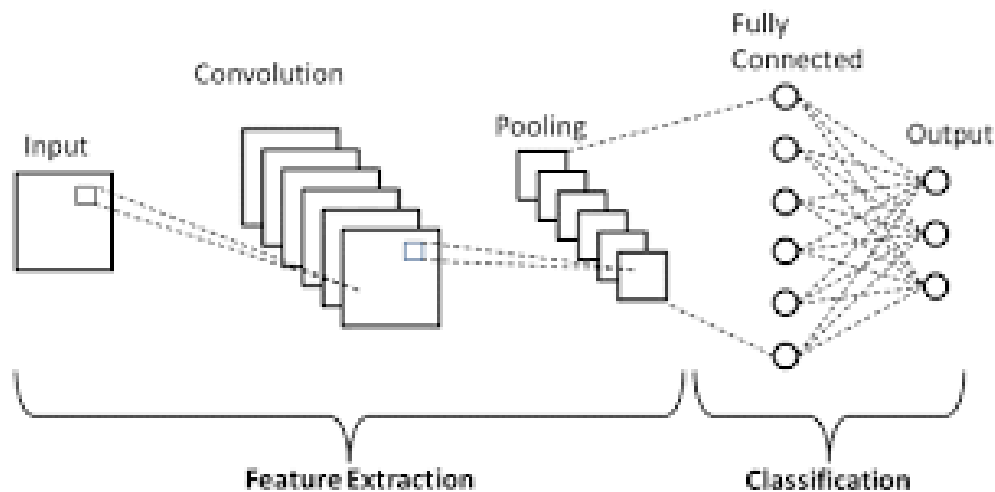 Input
Convolution
Pooling
Fully
Connected
Output
Feature Extraction
Classification